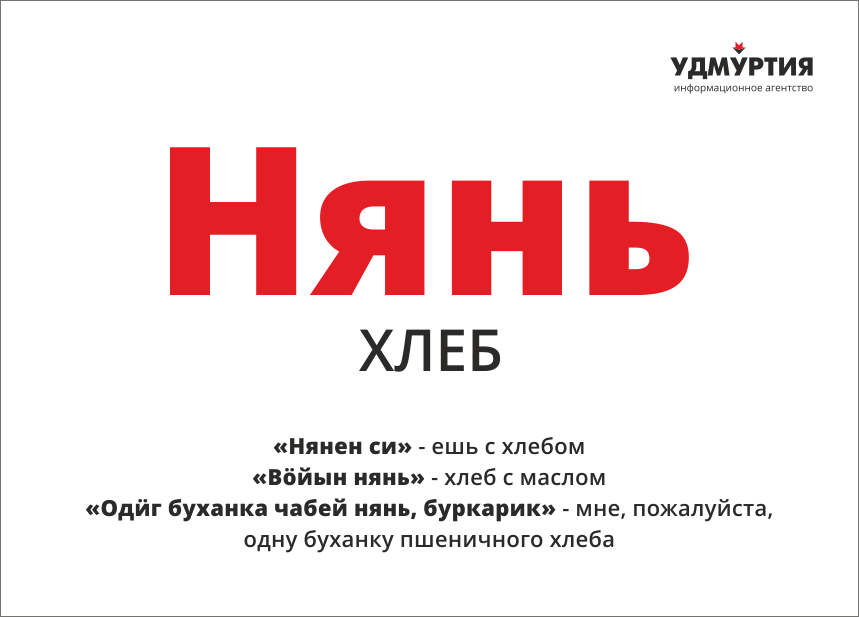 УДМУРТИЯ
информационное агентство
Нянь
ХЛЕБ
«Нянен си» - ешь с хлебом
«Вӧйын нянь» - хлеб с маслом
«Одӥг буханка чабей нянь, буркарик» - мне, пожалуйста,
одну буханку пшеничного хлеба